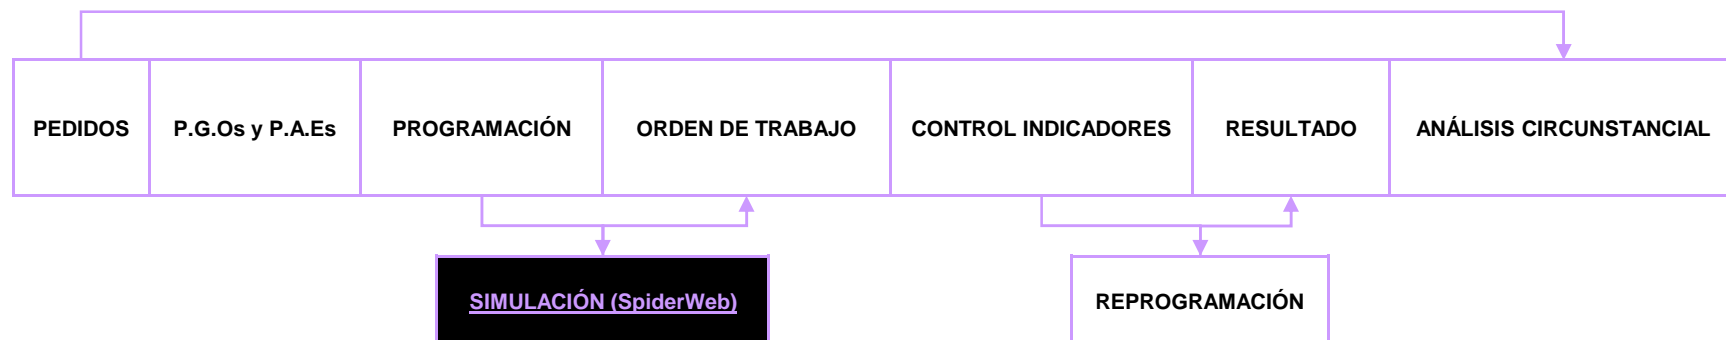 PEDIDOS
P.G.Os y P.A.Es
PROGRAMACIÓN
ORDEN DE TRABAJO
CONTROL INDICADORES
RESULTADO
ANÁLISIS CIRCUNSTANCIAL
SIMULACIÓN (SpiderWeb)
REPROGRAMACIÓN